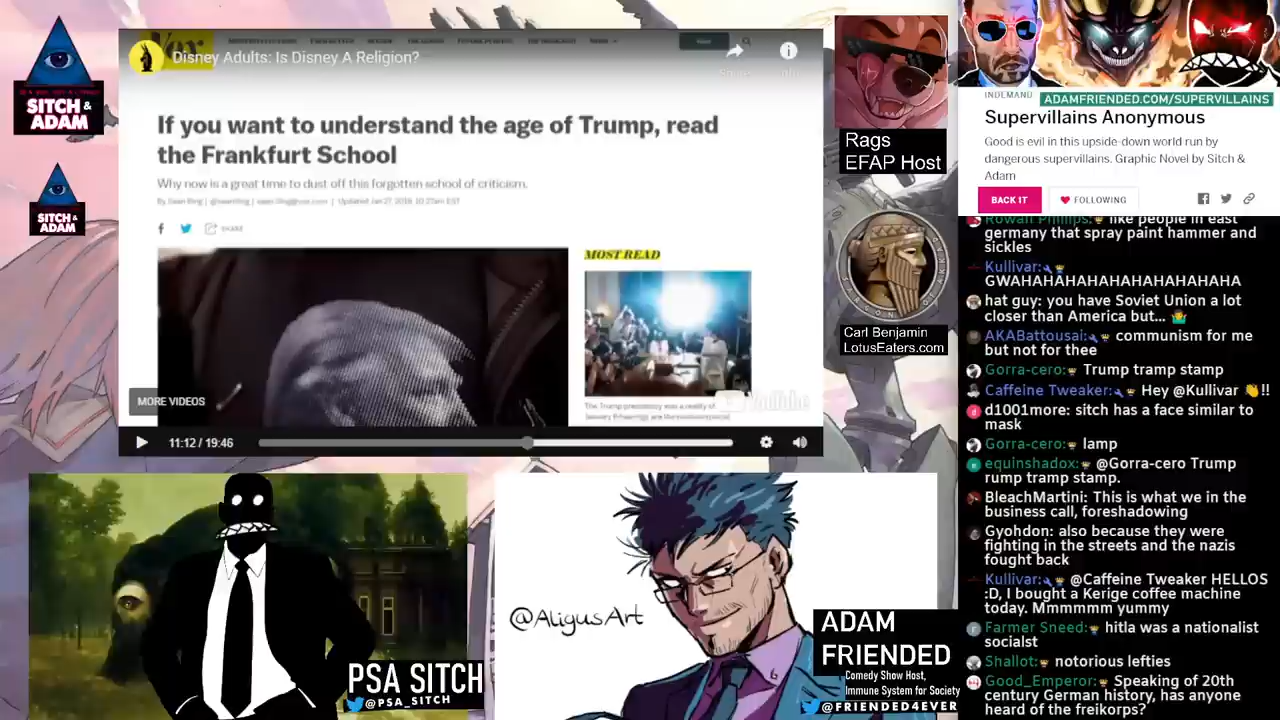 SITCH &
ADAM
SITCH &
ADAM
Vox
Disney Adults: Is Disney A Religion?
If you want to understand the age of Trump, read
the Frankfurt School
Why now is a great time to dust off this forgotten school of criticism.
SHARE
MOST READ
MORE VIDEOS
YouTube
11:12 / 19:46
Rags
EFAP Host
Carl Benjamin
LotusEaters.com
INDEMAND
ADAMFRIENDED.COM/SUPERVILLAINS
Supervillains Anonymous
Good is evil in this upside-down world run by
dangerous supervillains. Graphic Novel by Sitch &
Adam
BACK IT
FOLLOWING
Rowan Phillips: like people in east
germany that spray paint hammer and
sickles
Kullivar:
GWAHAHAHAHAHAHAHAHAHA
hat guy: you have Soviet Union a lot
closer than America but...
AKABattousai: communism for me
but not for thee
Gorra-cero: Trump tramp stamp
Caffeine Tweaker: Hey @Kullivar 👋!!
d1001more: sitch has a face similar to
mask
Gorra-cero: lamp
equinshadox: @Gorra-cero Trump
rump tramp stamp.
BleachMartini: This is what we in the
business call, foreshadowing
Gyohdon: also because they were
fighting in the streets and the nazis
fought back
Kullivar: @Caffeine Tweaker HELLOS
:D, I bought a Kerige coffee machine
today. Mmmmmm yummy
Farmer Sneed: hitla was a nationalist
socialst
Shallot: notorious lefties
Good_Emperor: Speaking of 20th
century German history, has anyone
heard of the freikorps?
PSA SITCH
@PSA_SITCH
@AligusArt
ADAM
FRIENDED
Comedy Show Host,
Immune System for Society
@FRIENDED4EVER